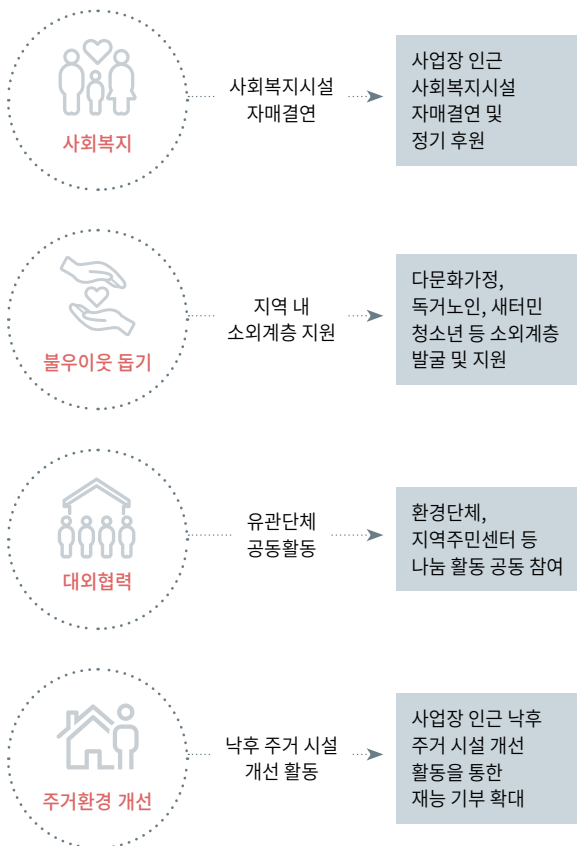 사회복지
사회복지시설
자매결연
사업장 인근
사회복지시설
자매결연 및
정기 후원
불우이웃 돕기
지역 내
소외계층 지원
다문화가정,
독거노인, 새터민
청소년 등 소외계층
발굴 및 지원
대외협력
유관단체
공동활동
환경단체,
지역주민센터 등
나눔 활동 공동 참여
주거환경 개선
낙후 주거 시설
개선 활동
사업장 인근 낙후
주거 시설 개선
활동을 통한
재능 기부 확대